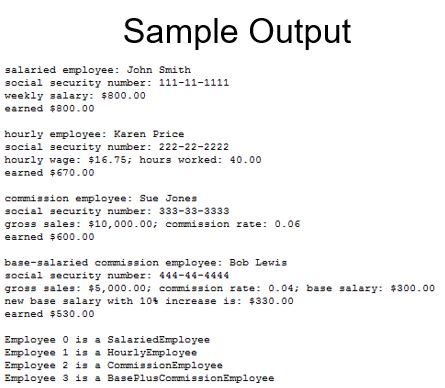 Sample Output
salaried employee: John Smith
social security number: 111-11-1111
weekly salary: $800.00
earned $800.00
hourly employee: Karen Price
social security number: 222-22-2222
hourly wage: $16.75; hours worked: 40.00
earned $670.00
commission employee: Sue Jones
social security number: 333-33-3333
gross sales: $10,000.00; commission rate: 0.06
earned $600.00
base-salaried commission employee: Bob Lewis
social security number: 444-44-4444
gross sales: $5,000.00; commission rate: 0.04; base salary: $300.00
new base salary with 10% increase is: $330.00
earned $530.00
Employee 0 is a SalariedEmployee
Employee 1 is a HourlyEmployee
Employee 2 is a CommissionEmployee
Employee 3 is a BasePlusCommissionEmployee